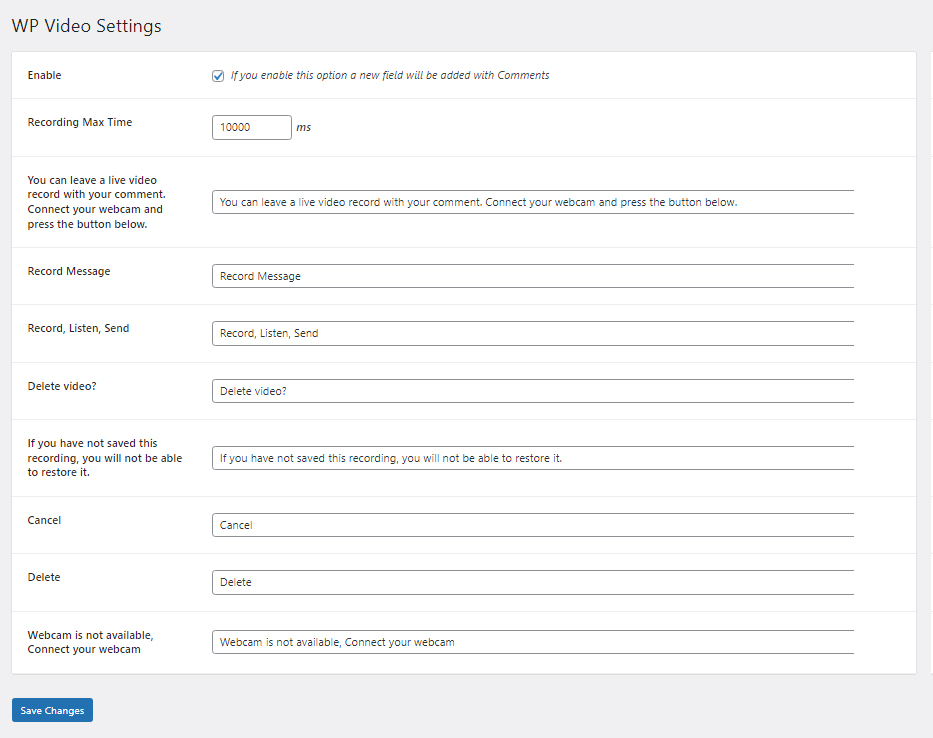 WP Video Settings
Enable
If you enable this option a new field will be added with Comments
Recording Max Time
10000 ms
You can leave a live video
record with your comment.
Connect your webcam and
press the button below.
You can leave a live video record with your comment. Connect your webcam and press the button below.
Record Message
Record Message
Record, Listen, Send
Record, Listen, Send
Delete video?
Delete video?
If you have not saved this
recording, you will not be able
to restore it.
If you have not saved this recording, you will not be able to restore it.
Cancel
Cancel
Delete
Delete
Webcam is not available,
Connect your webcam
Webcam is not available, Connect your webcam
Save Changes